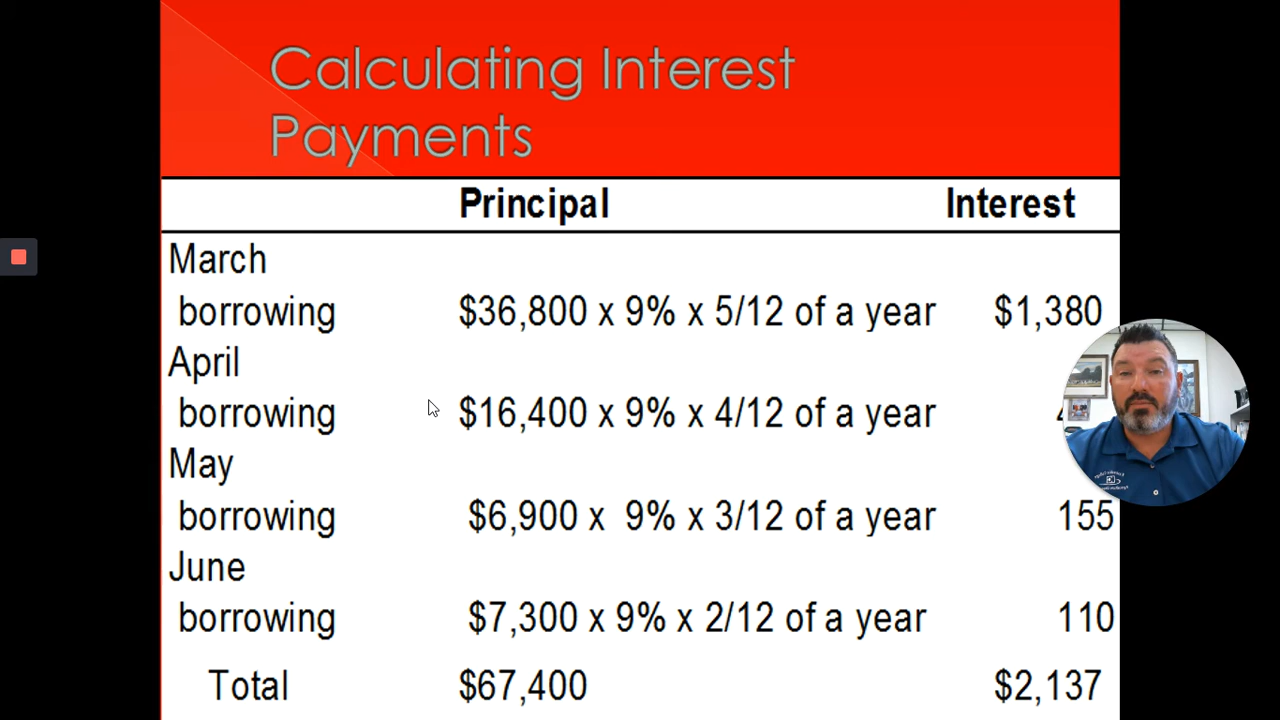 Calculating Interest
Payments
Principal Interest
March
borrowing $36,800 x 9% x 5/12 of a year $1,380
April
borrowing $16,400 x 9% x 4/12 of a year
May
borrowing $6,900 x 9% x 3/12 of a year 155
June
borrowing $7,300 x 9% x 2/12 of a year 110
Total $67,400 $2,137